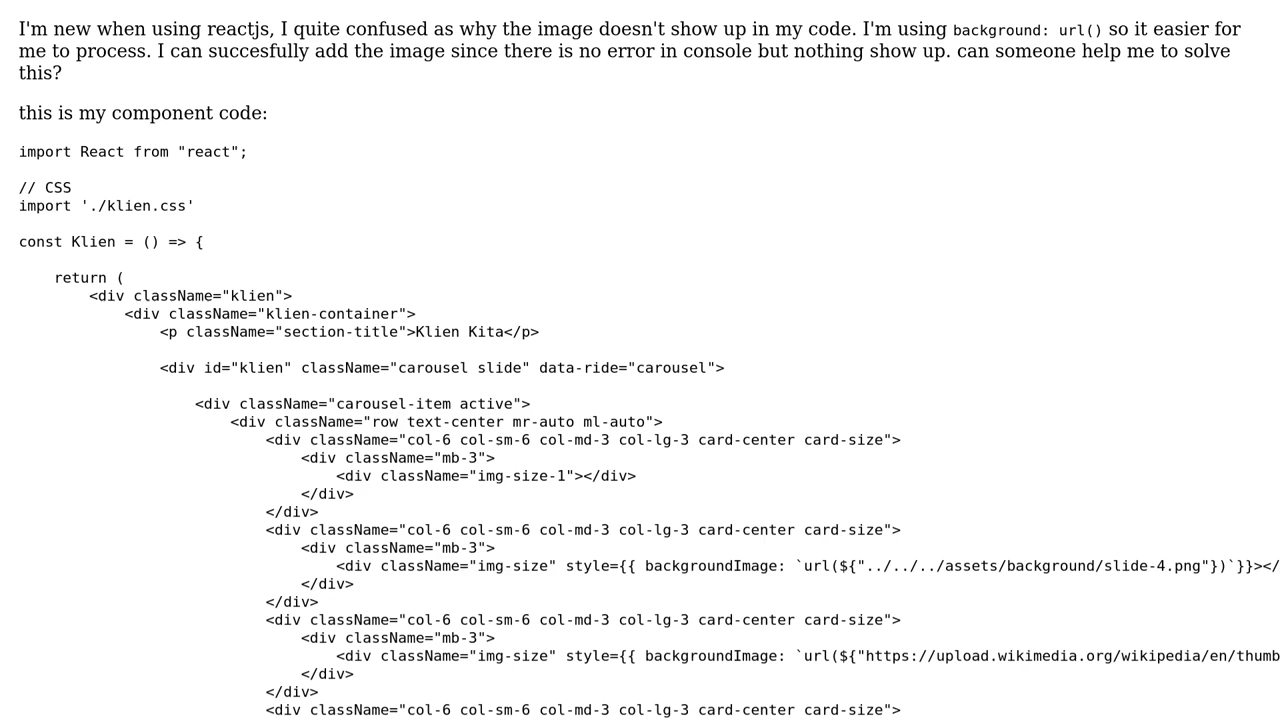 I'm new when using reactjs, I quite confused as why the image doesn't show up in my code. I'm using background: url() so it easier for
me to process. I can succesfully add the image since there is no error in console but nothing show up. can someone help me to solve
this?
this is my component code:
import React from "react";
// CSS
import './klien.css'
const Klien = () => {
    return (
        <div className="klien">
            <div className="klien-container">
                <p className="section-title">Klien Kita</p>
                <div id="klien" className="carousel slide" data-ride="carousel">
                    <div className="carousel-item active">
                        <div className="row text-center mr-auto ml-auto">
                            <div className="col-6 col-sm-6 col-md-3 col-lg-3 card-center card-size">
                                <div className="mb-3">
                                    <div className="img-size-1"></div>
                                </div>
                            </div>
                            <div className="col-6 col-sm-6 col-md-3 col-lg-3 card-center card-size">
                                <div className="mb-3">
                                    <div className="img-size" style={{ backgroundImage: `url(${"../../../assets/background/slide-4.png"})`}}></
                                </div>
                            </div>
                            <div className="col-6 col-sm-6 col-md-3 col-lg-3 card-center card-size">
                                <div className="mb-3">
                                    <div className="img-size" style={{ backgroundImage: `url(${"https://upload.wikimedia.org/wikipedia/en/thumb
                                </div>
                            </div>
                            <div className="col-6 col-sm-6 col-md-3 col-lg-3 card-center card-size">